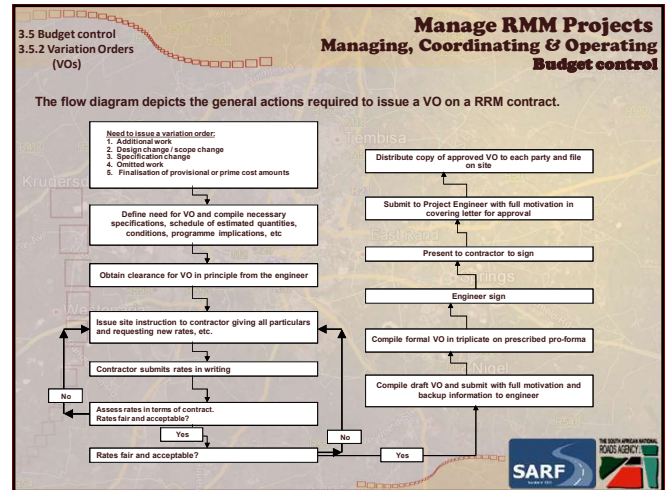 3.5 Budget control
3.5.2 Variation Orders
(VOs)
Manage RMM Projects
Managing, Coordinating & Operating
Budget control
The flow diagram depicts the general actions required to issue a VO on a RRM contract.
Need to issue a variation order:
1. Additional work
2. Design change / scope change
3. Specification change
4. Omitted work
5. Finalisation of provisional or prime cost amounts
Define need for VO and compile necessary
specifications, schedule of estimated quantities,
conditions, programme implications, etc
Obtain clearance for VO in principle from the engineer
Issue site instruction to contractor giving all particulars
and requesting new rates, etc.
Contractor submits rates in writing
No
Assess rates in terms of contract.
Rates fair and acceptable?
Yes
No
Rates fair and acceptable?
Yes
Distribute copy of approved VO to each party and file
on site
Submit to Project Engineer with full motivation in
covering letter for approval
Present to contractor to sign
Engineer sign
Compile formal VO in triplicate on prescribed pro-forma
Compile draft VO and submit with full motivation and
backup information to engineer
Tembisa
East Rand
Springs
Nigel
SARF
THE SOUTH AFRICAN NATIONAL
ROADS AGENCY